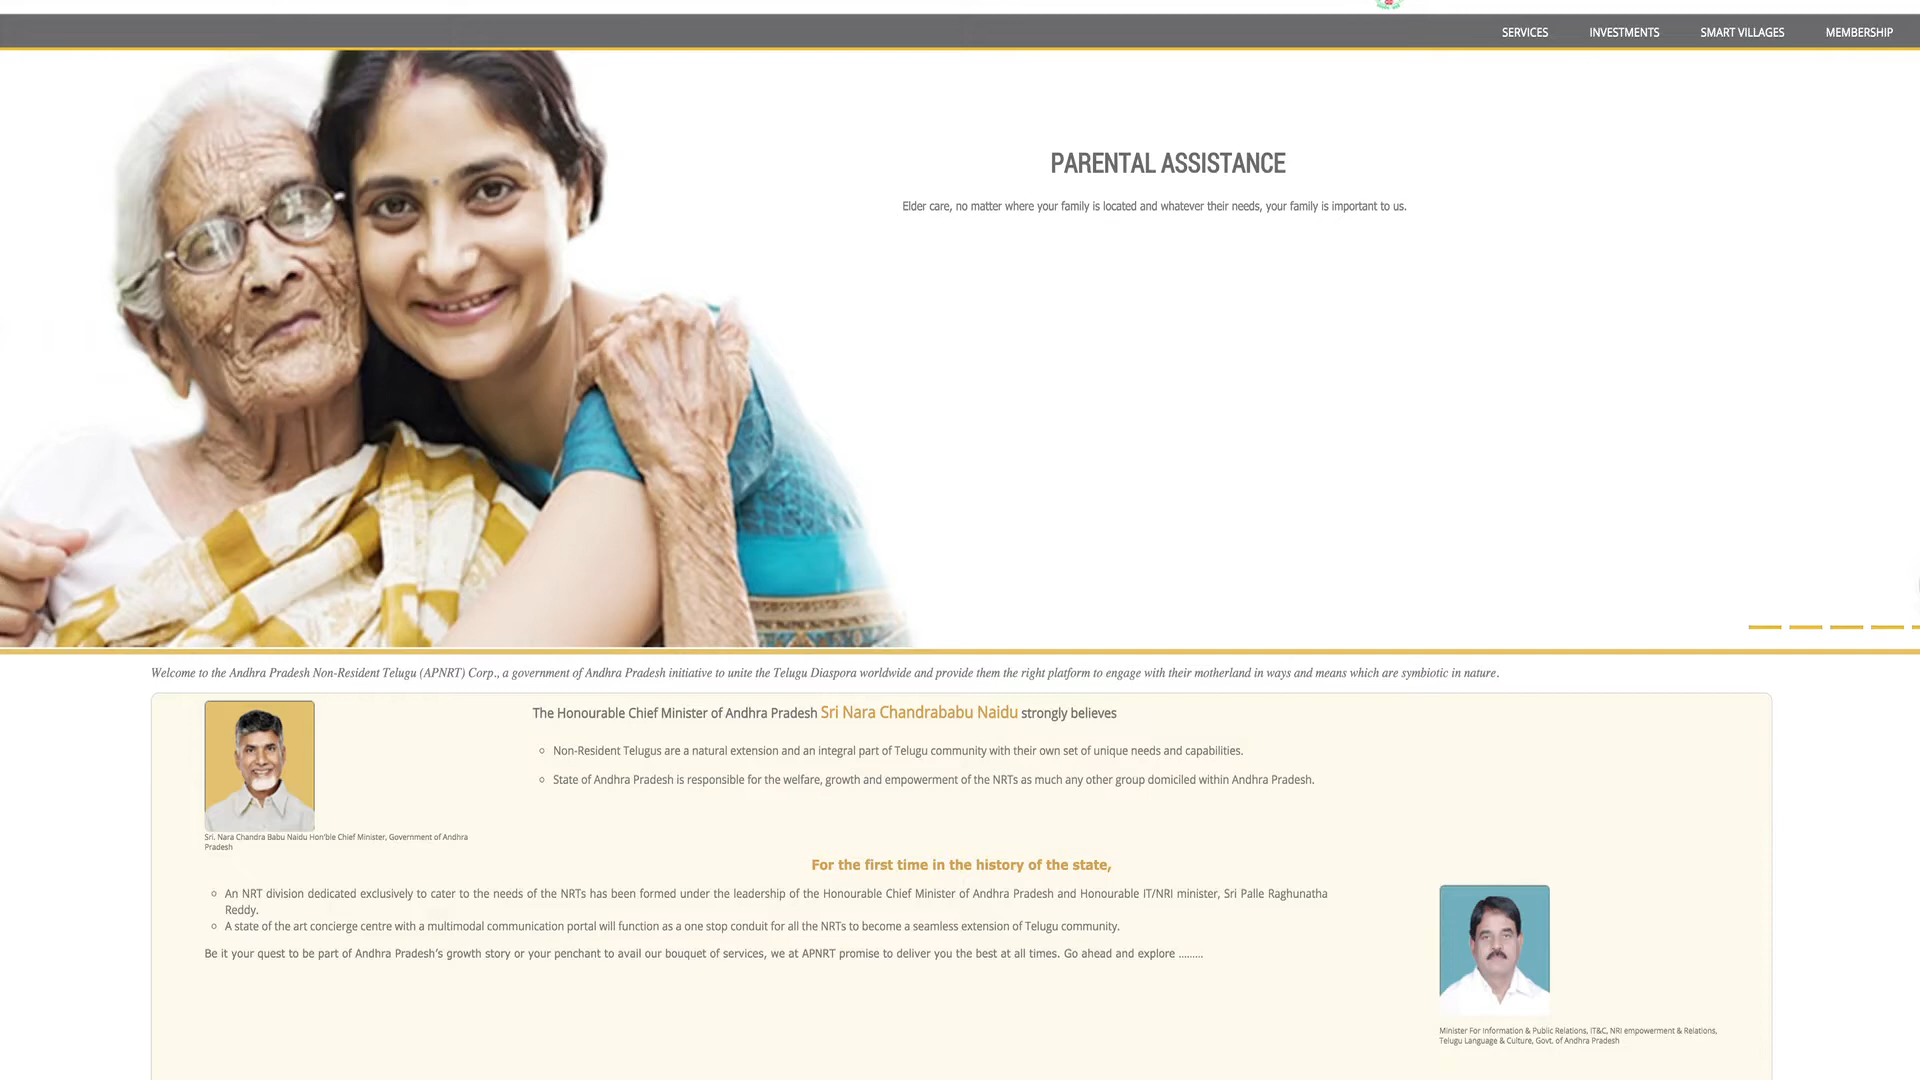 SERVICES INVESTMENTS SMART VILLAGES MEMBERSHIP
PARENTAL ASSISTANCE
Elder care, no matter where your family is located and whatever their needs, your family is important to us.
Welcome to the Andhra Pradesh Non-Resident Telugu (APNRT) Corp., a government of Andhra Pradesh initiative to unite the Telugu Diaspora worldwide and provide them the right platform to engage with their motherland in ways and means which are symbiotic in nature.
The Honourable Chief Minister of Andhra Pradesh Sri Nara Chandrababu Naidu strongly believes
Non-Resident Telugus are a natural extension and an integral part of Telugu community with their own set of unique needs and capabilities.
State of Andhra Pradesh is responsible for the welfare, growth and empowerment of the NRTs as much any other group domiciled within Andhra Pradesh.
Sri. Nara Chandra Babu Naidu Hon'ble Chief Minister, Government of Andhra
Pradesh
For the first time in the history of the state,
An NRT division dedicated exclusively to cater to the needs of the NRTs has been formed under the leadership of the Honourable Chief Minister of Andhra Pradesh and Honourable IT/NRI minister, Sri Palle Raghunatha
Reddy.
A state of the art concierge centre with a multimodal communication portal will function as a one stop conduit for all the NRTs to become a seamless extension of Telugu community.
Be it your quest to be part of Andhra Pradesh’s growth story or your penchant to avail our bouquet of services, we at APNRT promise to deliver you the best at all times. Go ahead and explore .........
Minister For Information & Public Relations, IT&C, NRI empowerment & Relations,
Telugu Language & Culture, Govt. of Andhra Pradesh